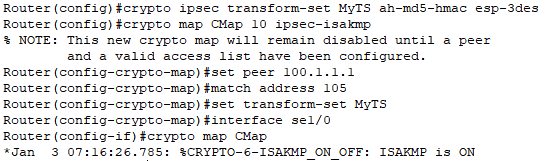 Router(config)#crypto ipsec transform-set MyTS ah-md5-hmac esp-3des
Router(config)#crypto map CMap 10 ipsec-isakmp
% NOTE: This new crypto map will remain disabled until a peer
and a valid access list have been configured.
Router(config-crypto-map)#set peer 100.1.1.1
Router(config-crypto-map)#match address 105
Router(config-crypto-map)#set transform-set MyTS
Router(config-crypto-map)#interface se1/0
Router(config-if)#crypto map CMap
*Jan  3 07:16:26.785: %CRYPTO-6-ISAKMP_ON_OFF: ISAKMP is ON